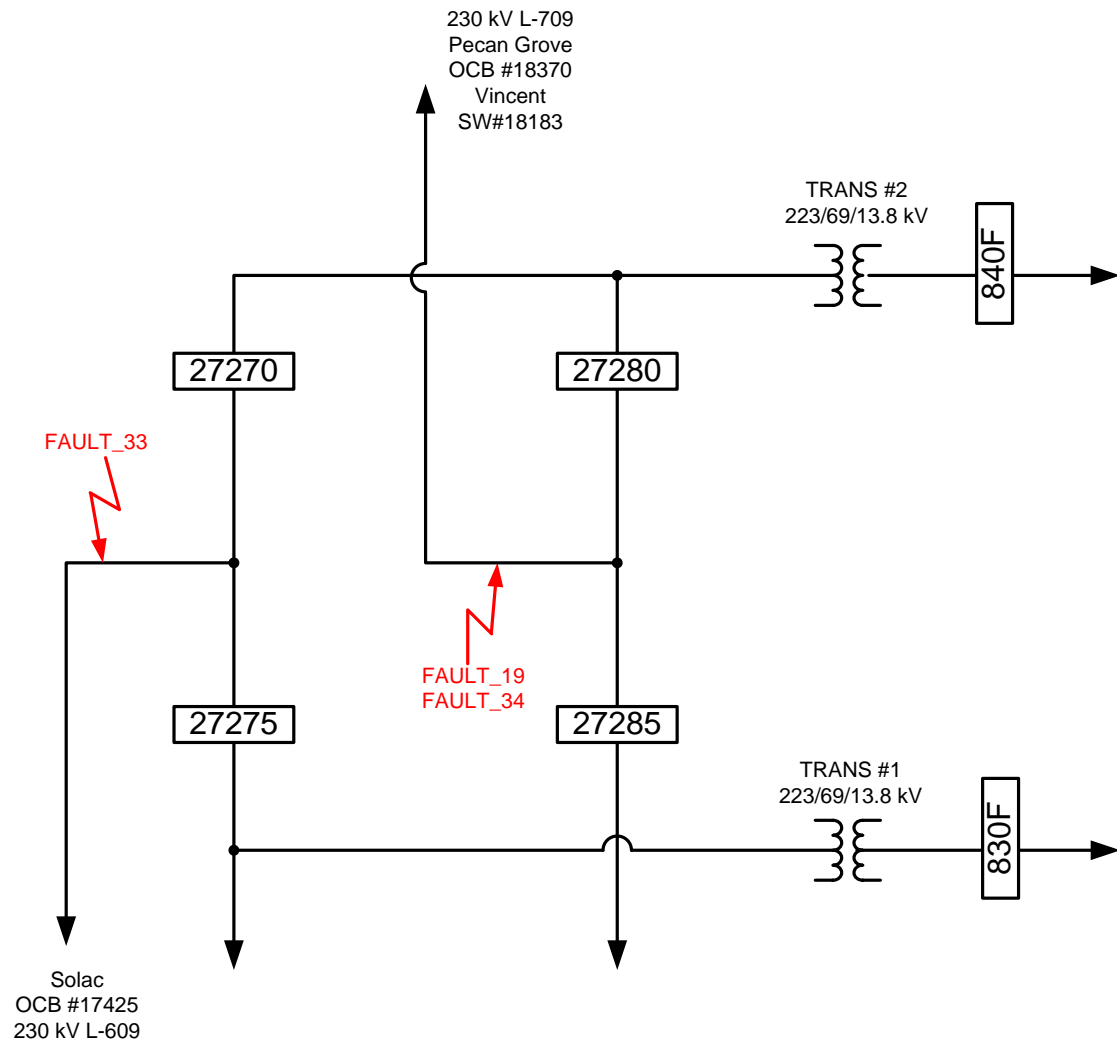 230 kV L-709
Pecan Grove
OCB #18370
Vincent
SW#18183
TRANS #2
223/69/13.8 kV
840F
27270
27280
FAULT_33
FAULT_19
FAULT_34
27275
27285
TRANS #1
223/69/13.8 kV
830F
Solac
OCB #17425
230 kV L-609